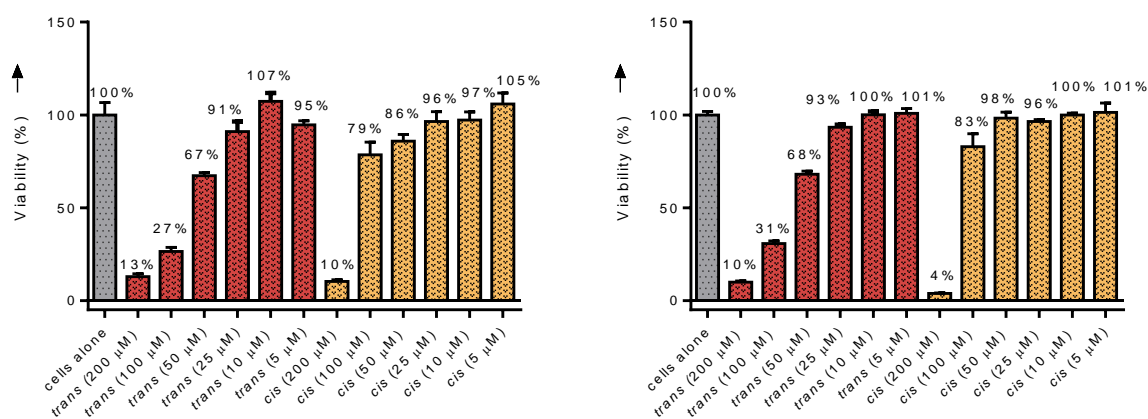 150
100
50
0
Viability (%)
100%
13%
27%
67%
91%
107%
95%
10%
79%
86%
96%
97%
105%
cells alone
trans (200 µM)
trans (100 µM)
trans (50 µM)
trans (25 µM)
trans (10 µM)
trans (5 µM)
cis (200 µM)
cis (100 µM)
cis (50 µM)
cis (25 µM)
cis (10 µM)
cis (5 µM)
150
100
50
0
Viability (%)
100%
10%
31%
68%
93%
100%
101%
4%
83%
98%
96%
100%
101%
cells alone
trans (200 µM)
trans (100 µM)
trans (50 µM)
trans (25 µM)
trans (10 µM)
trans (5 µM)
cis (200 µM)
cis (100 µM)
cis (50 µM)
cis (25 µM)
cis (10 µM)
cis (5 µM)